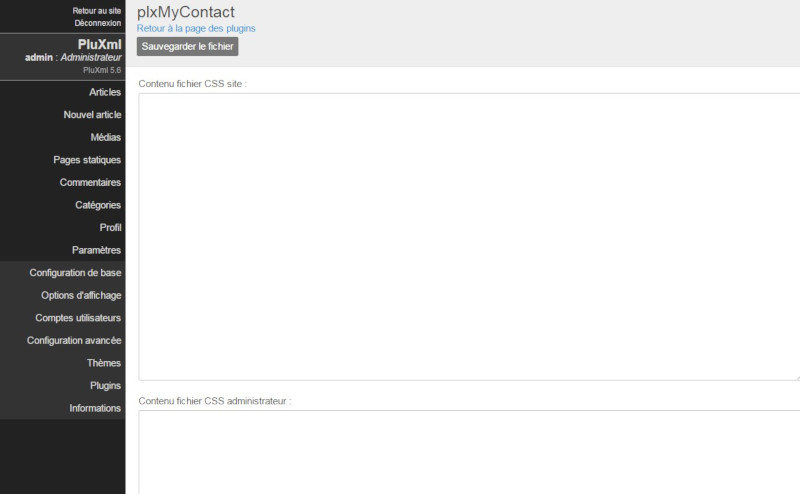 Retour au site
Déconnexion
PluXml
admin : Administrateur
PluXml 5.6
Articles
Nouvel article
Médias
Pages statiques
Commentaires
Catégories
Profil
Paramètres
Configuration de base
Options d'affichage
Comptes utilisateurs
Configuration avancée
Thèmes
Plugins
Informations
plxMyContact
Retour à la page des plugins
Sauvegarder le fichier
Contenu fichier CSS site :
Contenu fichier CSS administrateur :